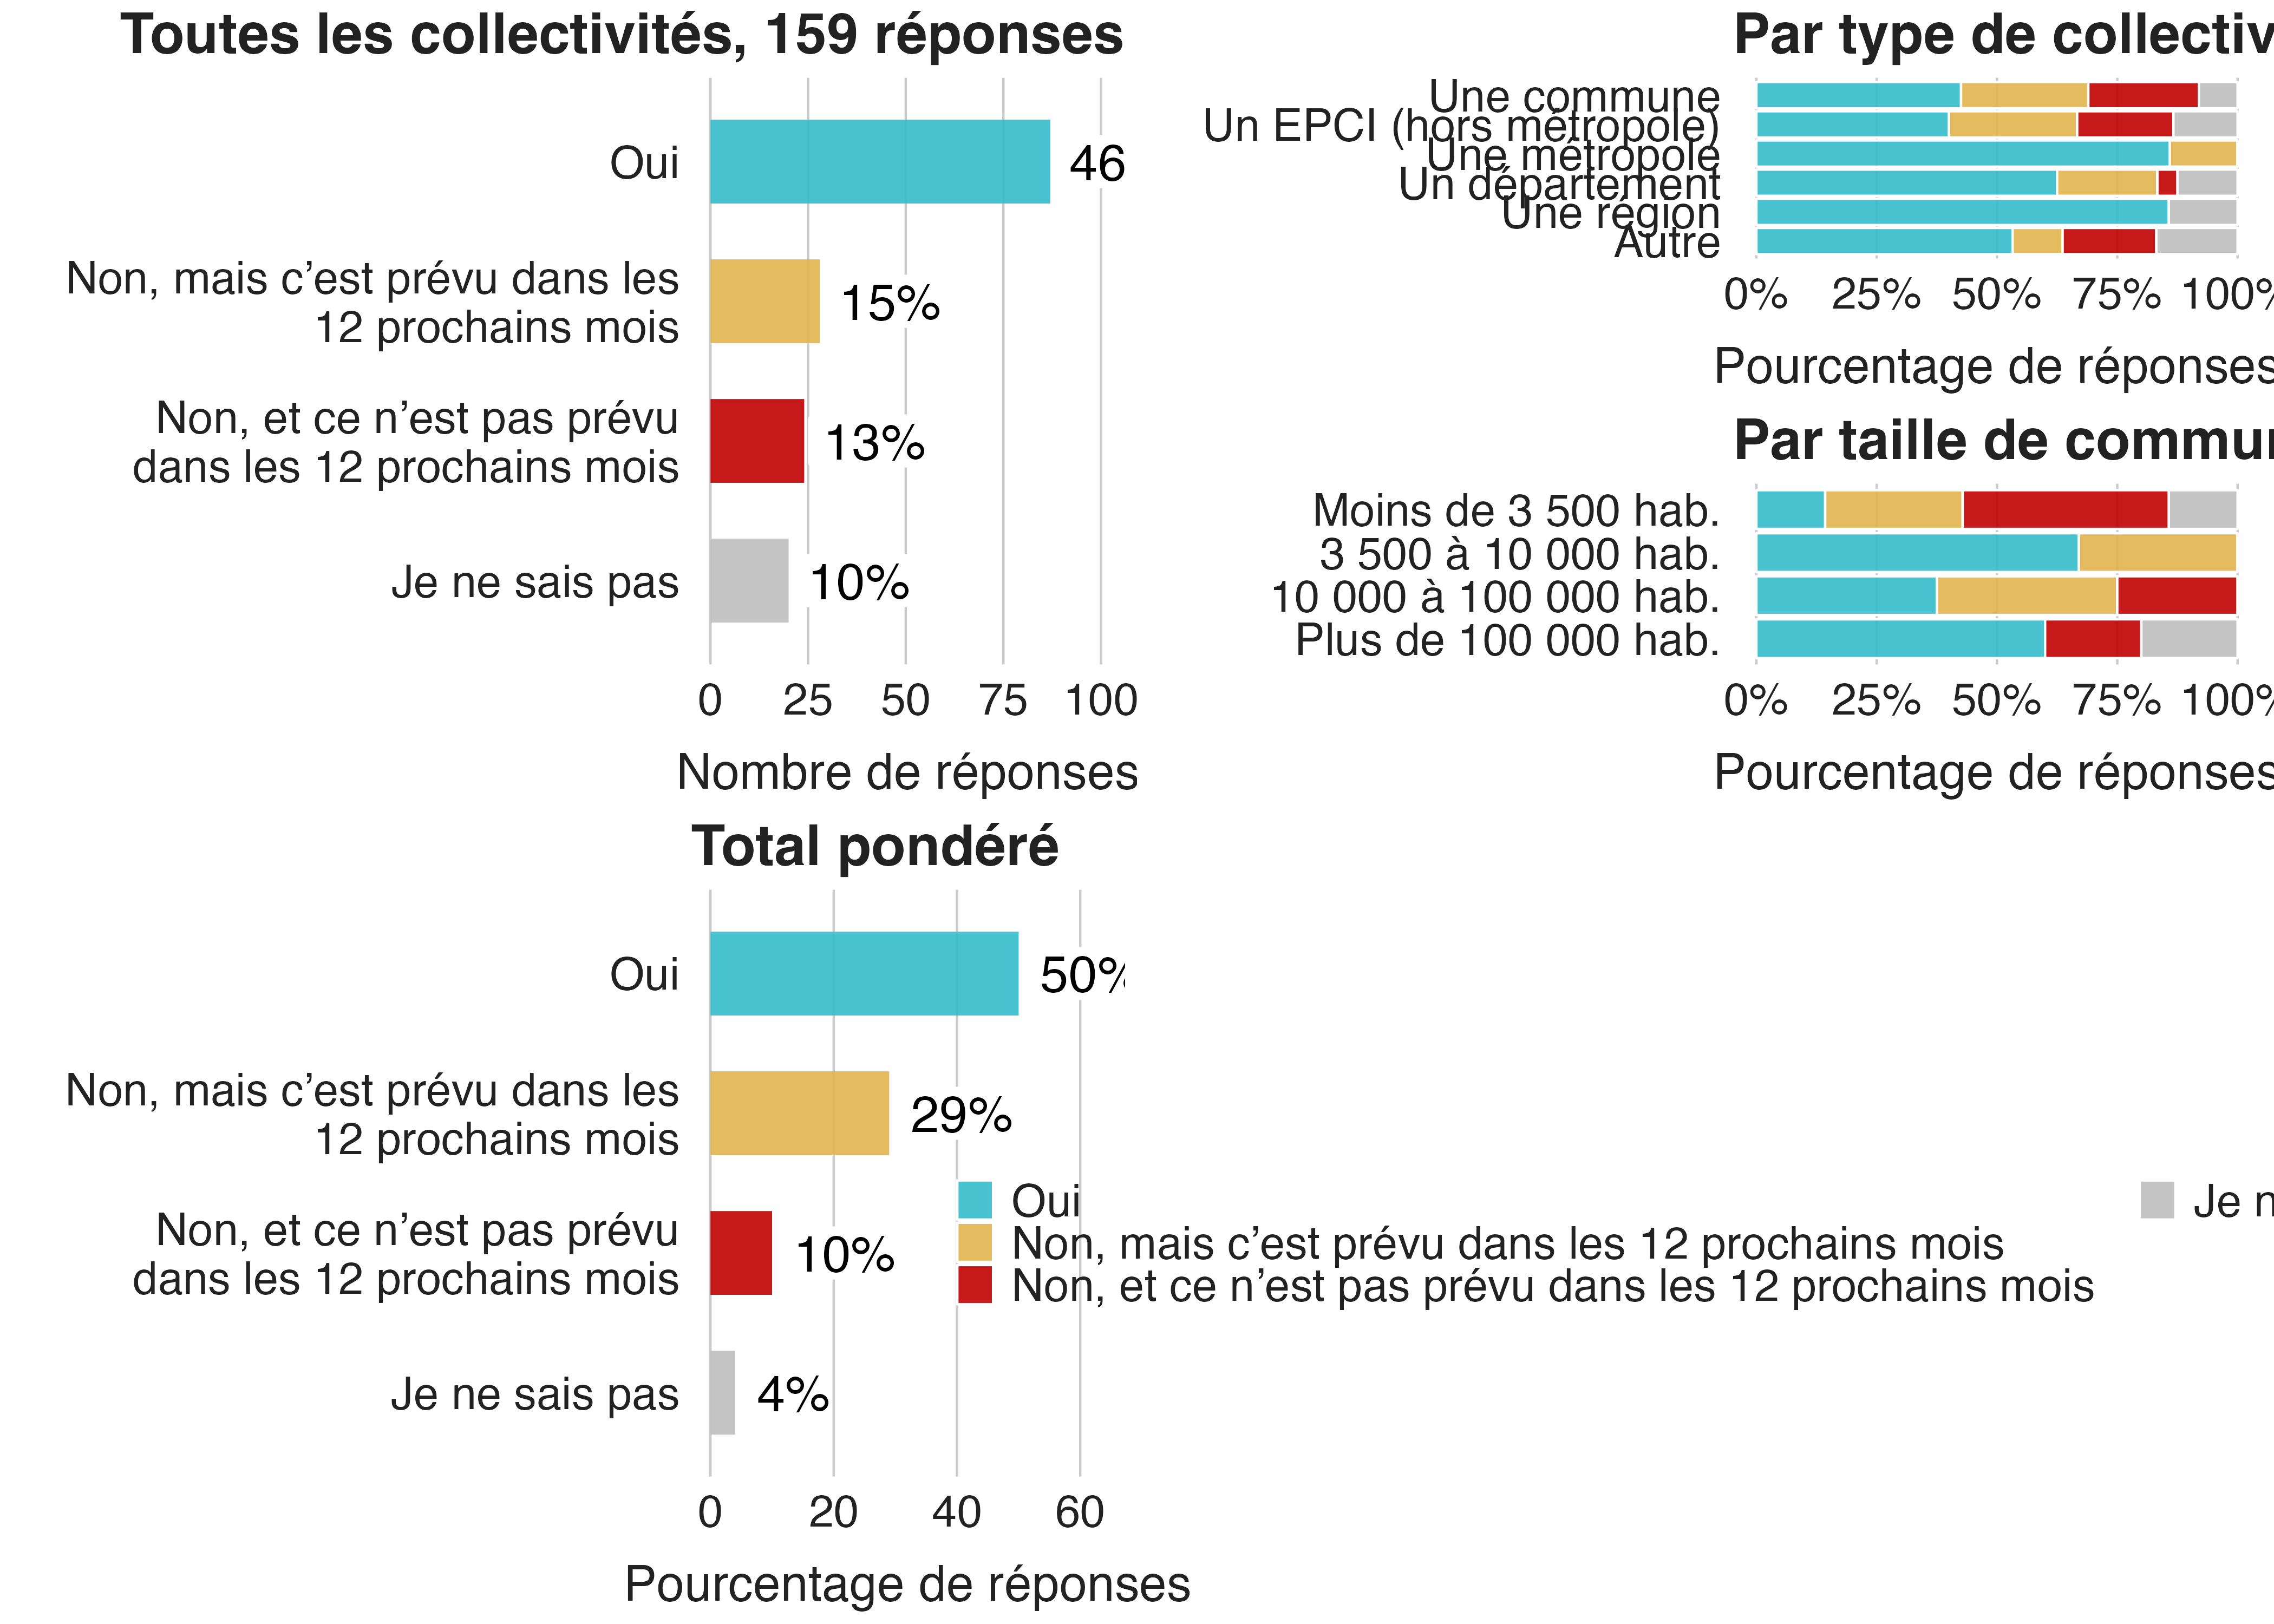 Toutes les collectivités, 159 réponses
Oui
46
Non, mais c’est prévu dans les
12 prochains mois
15%
Non, et ce n’est pas prévu
dans les 12 prochains mois
13%
Je ne sais pas
10%
0 25 50 75 100
Nombre de réponses
Par type de collectiv
Une commune
Un EPCI (hors métropole)
Une métropole
Un département
Une région
Autre
0% 25% 50% 75% 100%
Pourcentage de réponses
Par taille de commun
Moins de 3 500 hab.
3 500 à 10 000 hab.
10 000 à 100 000 hab.
Plus de 100 000 hab.
0% 25% 50% 75% 100%
Pourcentage de réponses
Total pondéré
Oui
50%
Non, mais c’est prévu dans les
12 prochains mois
29%
Non, et ce n’est pas prévu
dans les 12 prochains mois
10%
Je ne sais pas
4%
0 20 40 60
Pourcentage de réponses
Oui
Non, mais c’est prévu dans les 12 prochains mois
Non, et ce n’est pas prévu dans les 12 prochains mois
Je n